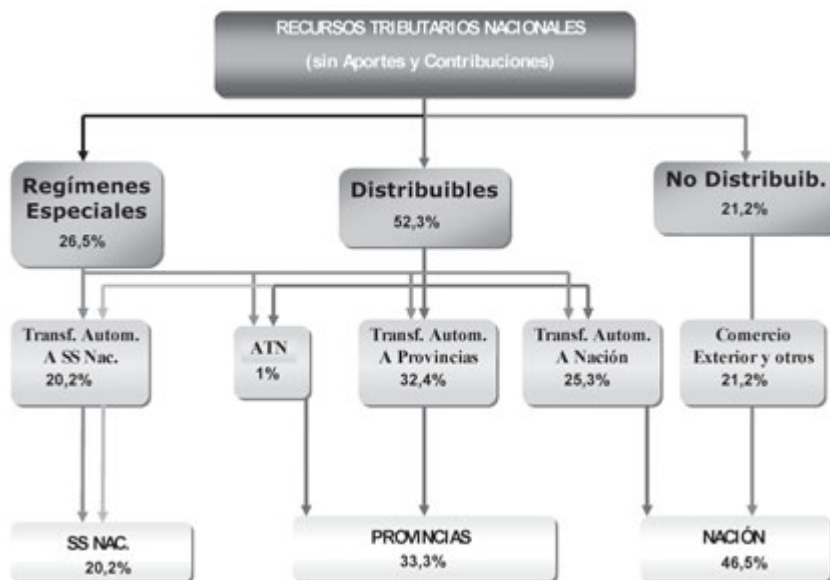 RECURSOS TRIBUTARIOS NACIONALES
(sin Aportes y Contribuciones)
Regímenes
Especiales
26,5%
Distribuibles
52,3%
No Distribuib.
21,2%
Transf. Autom.
A SS Nac.
20,2%
ATN
1%
Transf. Autom.
A Provincias
32,4%
Transf. Autom.
A Nación
25,3%
Comercio
Exterior y otros
21,2%
SS NAC.
20,2%
PROVINCIAS
33,3%
NACIÓN
46,5%